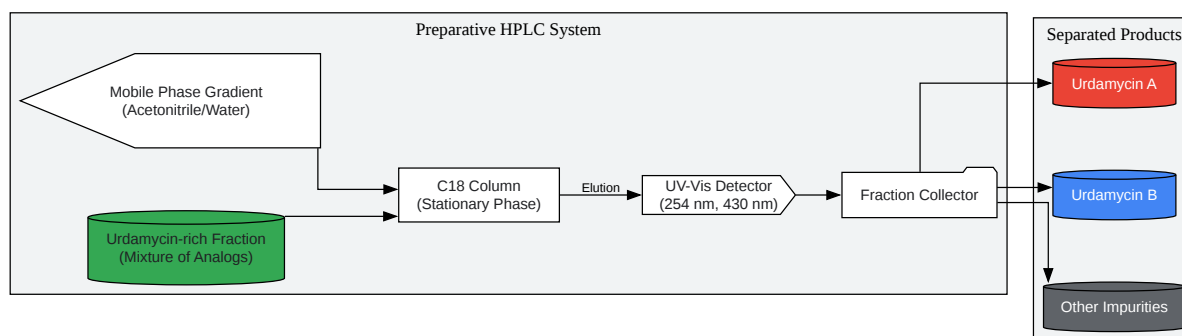 Preparative HPLC System
Separated Products
Mobile Phase Gradient
(Acetonitrile/Water)
Urdamycin A
C18 Column
(Stationary Phase)
Elution
UV-Vis Detector
(254 nm, 430 nm)
Fraction Collector
Urdamycin B
Urdamycin-rich Fraction
(Mixture of Analogs)
Other Impurities